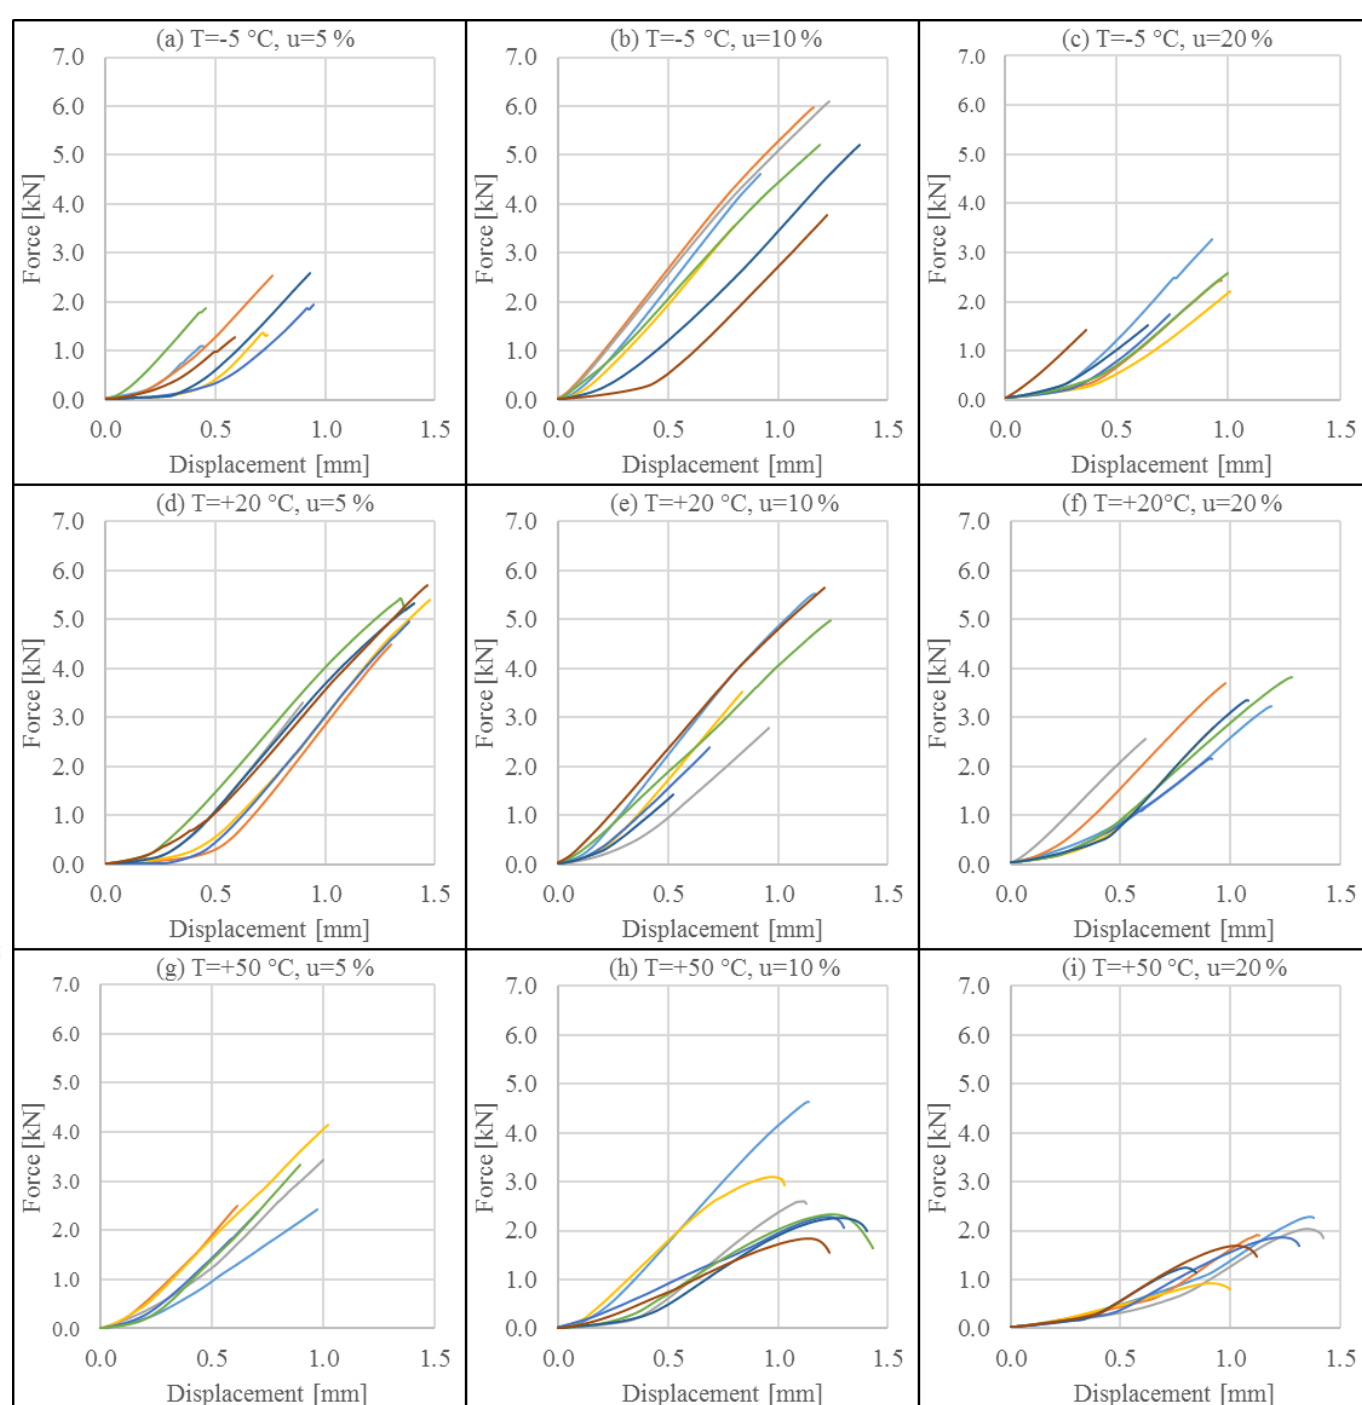 (a) T=-5 °C, u=5 %
7.0
6.0
5.0
4.0
3.0
2.0
1.0
0.0
Force [kN]
0.0 0.5 1.0 1.5
Displacement [mm]
(b) T=-5 °C, u=10 %
7.0
6.0
5.0
4.0
3.0
2.0
1.0
0.0
Force [kN]
0.0 0.5 1.0 1.5
Displacement [mm]
(c) T=-5 °C, u=20 %
7.0
6.0
5.0
4.0
3.0
2.0
1.0
0.0
Force [kN]
0.0 0.5 1.0 1.5
Displacement [mm]
(d) T=+20 °C, u=5 %
7.0
6.0
5.0
4.0
3.0
2.0
1.0
0.0
Force [kN]
0.0 0.5 1.0 1.5
Displacement [mm]
(e) T=+20 °C, u=10 %
7.0
6.0
5.0
4.0
3.0
2.0
1.0
0.0
Force [kN]
0.0 0.5 1.0 1.5
Displacement [mm]
(f) T=+20°C, u=20 %
7.0
6.0
5.0
4.0
3.0
2.0
1.0
0.0
Force [kN]
0.0 0.5 1.0 1.5
Displacement [mm]
(g) T=+50 °C, u=5 %
7.0
6.0
5.0
4.0
3.0
2.0
1.0
0.0
Force [kN]
0.0 0.5 1.0 1.5
Displacement [mm]
(h) T=+50 °C, u=10 %
7.0
6.0
5.0
4.0
3.0
2.0
1.0
0.0
Force [kN]
0.0 0.5 1.0 1.5
Displacement [mm]
(i) T=+50 °C, u=20 %
7.0
6.0
5.0
4.0
3.0
2.0
1.0
0.0
Force [kN]
0.0 0.5 1.0 1.5
Displacement [mm]